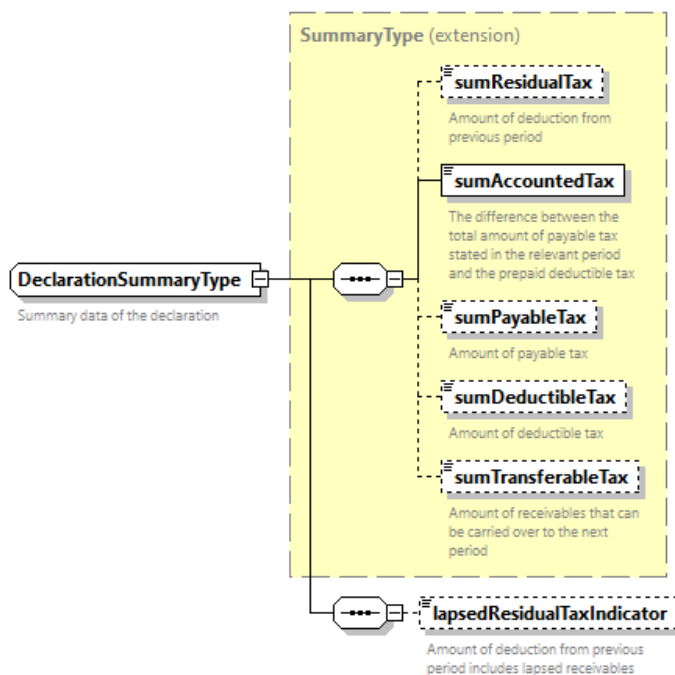 SummaryType (extension)
sumResidualTax
Amount of deduction from
previous period
sumAccountedTax
The difference between the
total amount of payable tax
stated in the relevant period
and the prepaid deductible tax
DeclarationSummaryType
Summary data of the declaration
sumPayableTax
Amount of payable tax
sumDeductibleTax
Amount of deductible tax
sumTransferableTax
Amount of receivables that can
be carried over to the next
period
lapsedResidualTaxIndicator
Amount of deduction from previous
period includes lapsed receivables